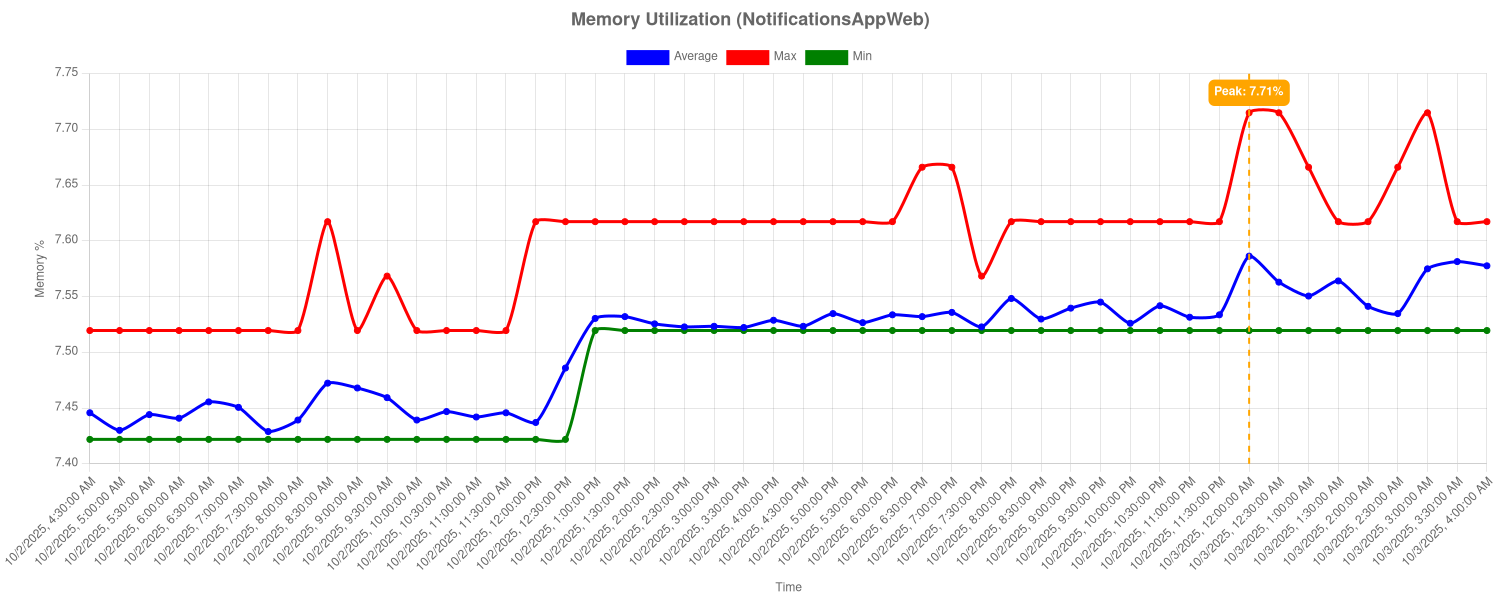 Memory Utilization (NotificationsAppWeb)
Average Max Min
Peak: 7.71%
7.75
7.70
7.65
7.60
7.55
7.50
7.45
7.40
Memory %
10/2/2025, 4:30:00 AM
10/2/2025, 5:00:00 AM
10/2/2025, 5:30:00 AM
10/2/2025, 6:00:00 AM
10/2/2025, 6:30:00 AM
10/2/2025, 7:00:00 AM
10/2/2025, 7:30:00 AM
10/2/2025, 8:00:00 AM
10/2/2025, 8:30:00 AM
10/2/2025, 9:00:00 AM
10/2/2025, 9:30:00 AM
10/2/2025, 10:00:00 AM
10/2/2025, 10:30:00 AM
10/2/2025, 11:00:00 AM
10/2/2025, 11:30:00 AM
10/2/2025, 12:00:00 PM
10/2/2025, 12:30:00 PM
10/2/2025, 1:00:00 PM
10/2/2025, 1:30:00 PM
10/2/2025, 2:00:00 PM
10/2/2025, 2:30:00 PM
10/2/2025, 3:00:00 PM
10/2/2025, 3:30:00 PM
10/2/2025, 4:00:00 PM
10/2/2025, 4:30:00 PM
10/2/2025, 5:00:00 PM
10/2/2025, 5:30:00 PM
10/2/2025, 6:00:00 PM
10/2/2025, 6:30:00 PM
10/2/2025, 7:00:00 PM
10/2/2025, 7:30:00 PM
10/2/2025, 8:00:00 PM
10/2/2025, 8:30:00 PM
10/2/2025, 9:00:00 PM
10/2/2025, 9:30:00 PM
10/2/2025, 10:00:00 PM
10/2/2025, 10:30:00 PM
10/2/2025, 11:00:00 PM
10/2/2025, 11:30:00 PM
10/3/2025, 12:00:00 AM
10/3/2025, 12:30:00 AM
10/3/2025, 1:00:00 AM
10/3/2025, 1:30:00 AM
10/3/2025, 2:00:00 AM
10/3/2025, 2:30:00 AM
10/3/2025, 3:00:00 AM
10/3/2025, 3:30:00 AM
10/3/2025, 4:00:00 AM
Time